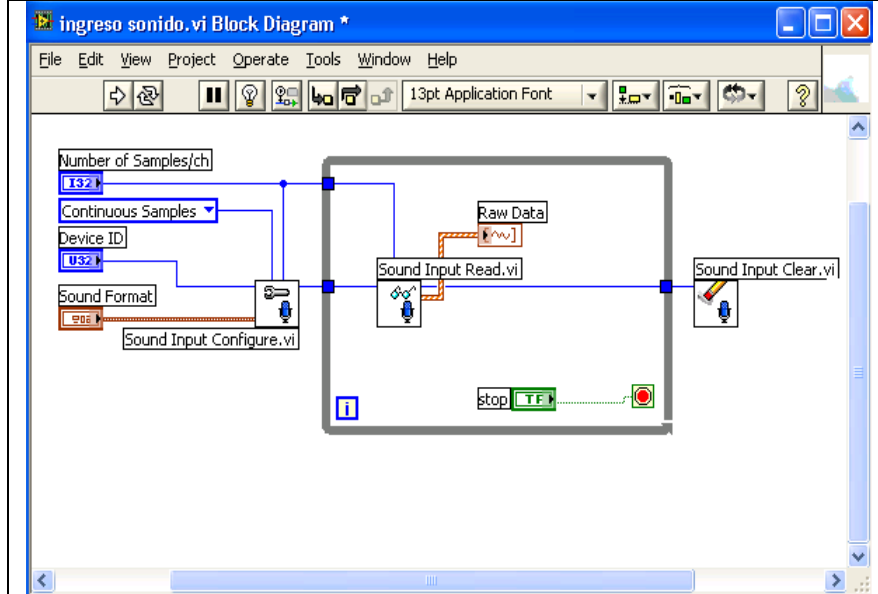 ingreso sonido.vi Block Diagram *
File Edit View Project Operate Tools Window Help
13pt Application Font
Number of Samples/ch
I32
Continuous Samples
Device ID
U32
Sound Format
Sound Input Configure.vi
Raw Data
Sound Input Read.vi
Sound Input Clear.vi
stop TF
i